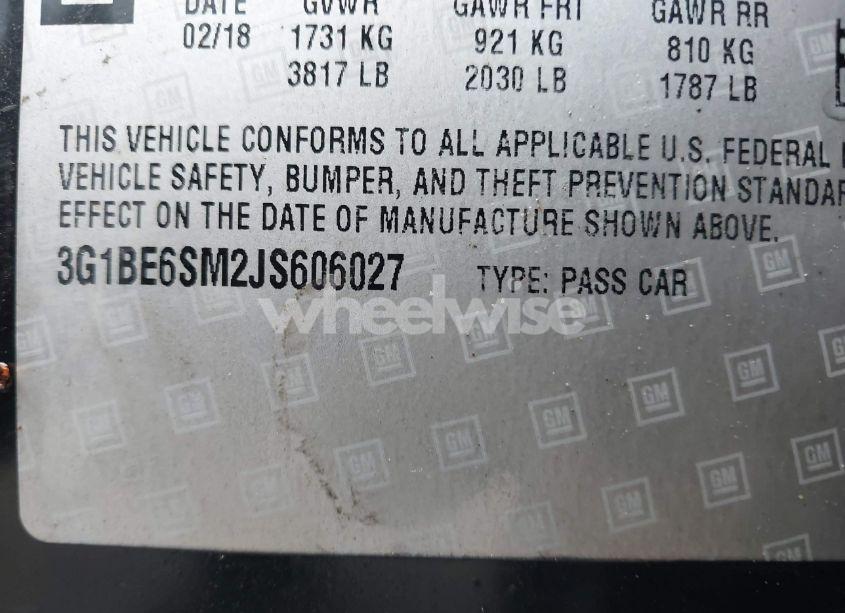 DATE GVWR GAWR FRT GAWR RR
02/18 1731 KG 921 KG 810 KG
3817 LB 2030 LB 1787 LB
THIS VEHICLE CONFORMS TO ALL APPLICABLE U.S. FEDERAL
VEHICLE SAFETY, BUMPER, AND THEFT PREVENTION STANDAR
EFFECT ON THE DATE OF MANUFACTURE SHOWN ABOVE.
3G1BE6SM2JS606027 TYPE: PASS CAR
wheelwise
GM